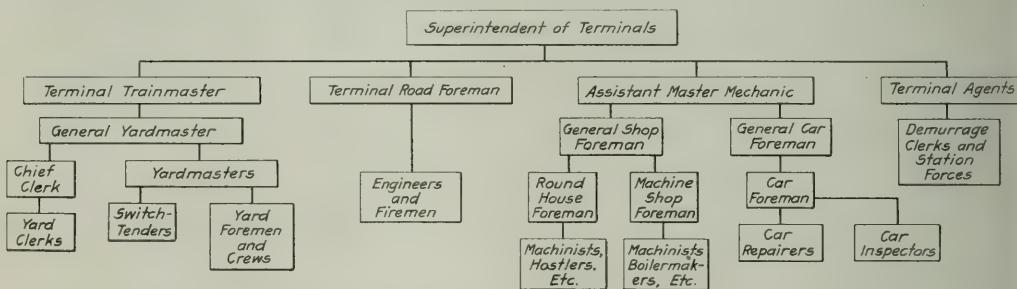 Superintendent of Terminals
Terminal Trainmaster
Terminal Road Foreman
Assistant Master Mechanic
Terminal Agents
General Yardmaster
General Shop
Foreman
General Car
Foreman
Demurrage
Clerks and
Station
Forces
Chief
Clerk
Yardmasters
Engineers
and
Firemen
Round
House
Foreman
Machine
Shop
Foreman
Car
Foreman
Yard
Clerks
Switch-
Tenders
Yard
Foremen
and
Crews
Machinists,
Hostlers,
Etc.
Machinists
Boilermak-
ers, Etc.
Car
Repairers
Car
Inspectors